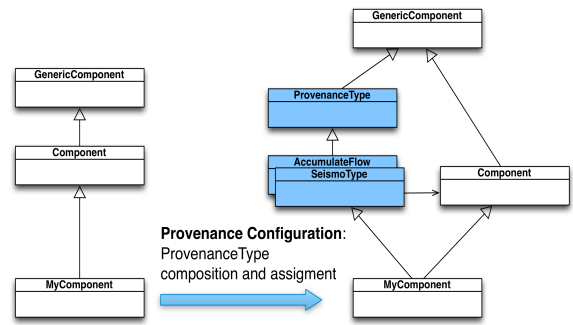 GenericComponent
Component
MyComponent
Provenance Configuration:
ProvenanceType
composition and assigment
GenericComponent
ProvenanceType
AccumulateFlow
SeismoType
Component
MyComponent